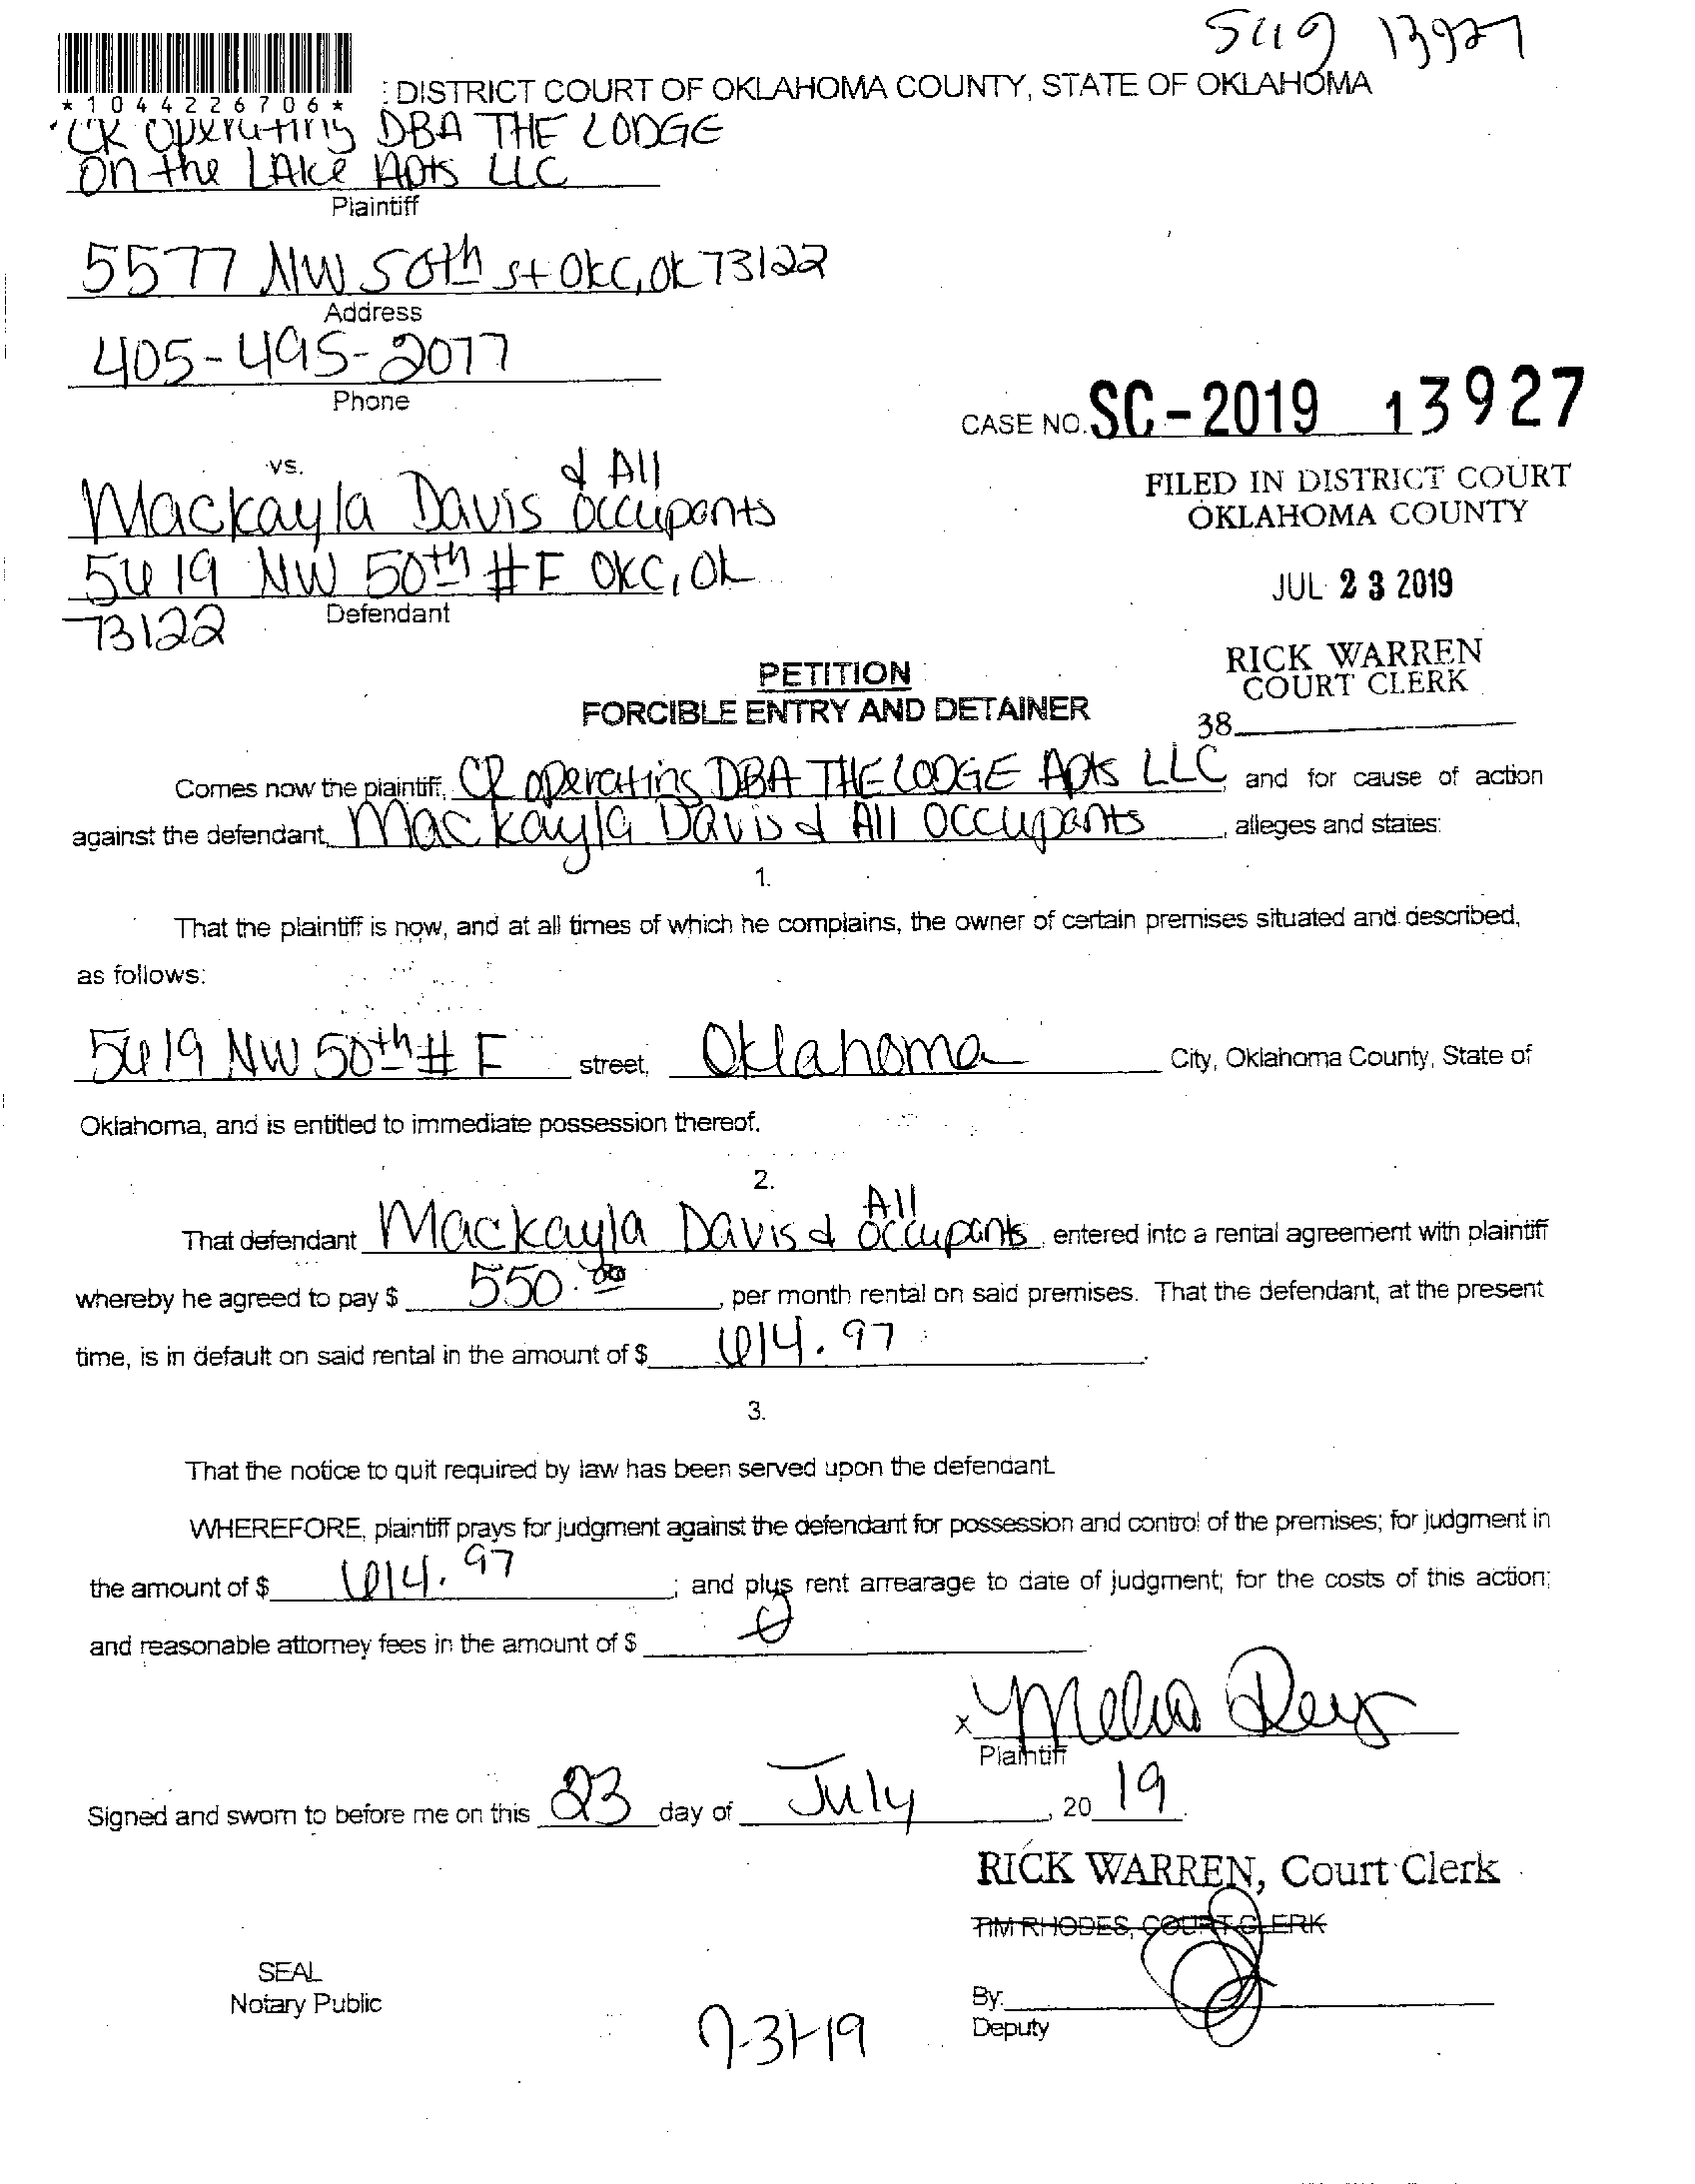 SC19 13927
*1044226706*
: DISTRICT COURT OF OKLAHOMA COUNTY, STATE OF OKLAHOMA
CR Operating DBA THE LODGE
on the LAke Apts LLC
Plaintiff
5577 NW 50th st OKC, OK 73122
Address
405-495-2077
Phone
CASE NO. SC-2019 13927
vs.
FILED IN DISTRICT COURT
OKLAHOMA COUNTY
Mackayla Davis & All occupants
5619 NW 50th #F OKC, OK
73122
Defendant
JUL 23 2019
RICK WARREN
COURT CLERK
38
PETITION
FORCIBLE ENTRY AND DETAINER
Comes now the plaintiff, CR operating DBA THE LODGE Apts LLC, and for cause of action
against the defendant, Mackayla Davis & All occupants, alleges and states:
1.
That the plaintiff is now, and at all times of which he complains, the owner of certain premises situated and described,
as follows:
5619 NW 50th # F street, Oklahoma City, Oklahoma County, State of
Oklahoma, and is entitled to immediate possession thereof.
2.
That defendant Mackayla Davis & All occupants, entered into a rental agreement with plaintiff
whereby he agreed to pay $ 550.00, per month rental on said premises. That the defendant, at the present
time, is in default on said rental in the amount of $ 614.97.
3.
That the notice to quit required by law has been served upon the defendant.
WHEREFORE, plaintiff prays for judgment against the defendant for possession and control of the premises; for judgment in
the amount of $ 614.97; and plus rent arrearage to date of judgment; for the costs of this action;
and reasonable attorney fees in the amount of $
x
Plaintiff
Signed and sworn to before me on this 23 day of July, 2019.
RICK WARREN, Court Clerk
TIM RHODES, COURT CLERK
SEAL
Notary Public
By:
Deputy
7-31-19